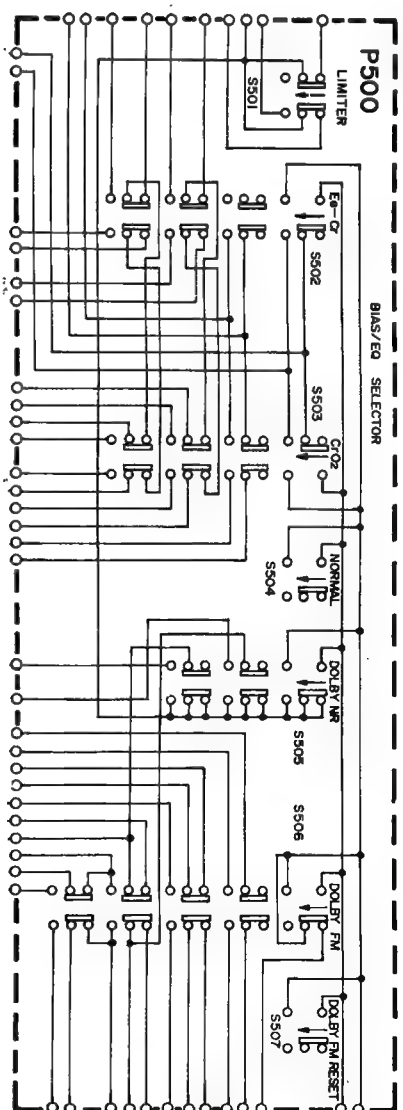 P500
LIMITER
S501
Fe-Cr
S502
BIAS/EQ SELECTOR
S503
CrO2
NORMAL
S504
DOLBY NR
S505
S506
DOLBY FM
S507
DOLBY FM RESET